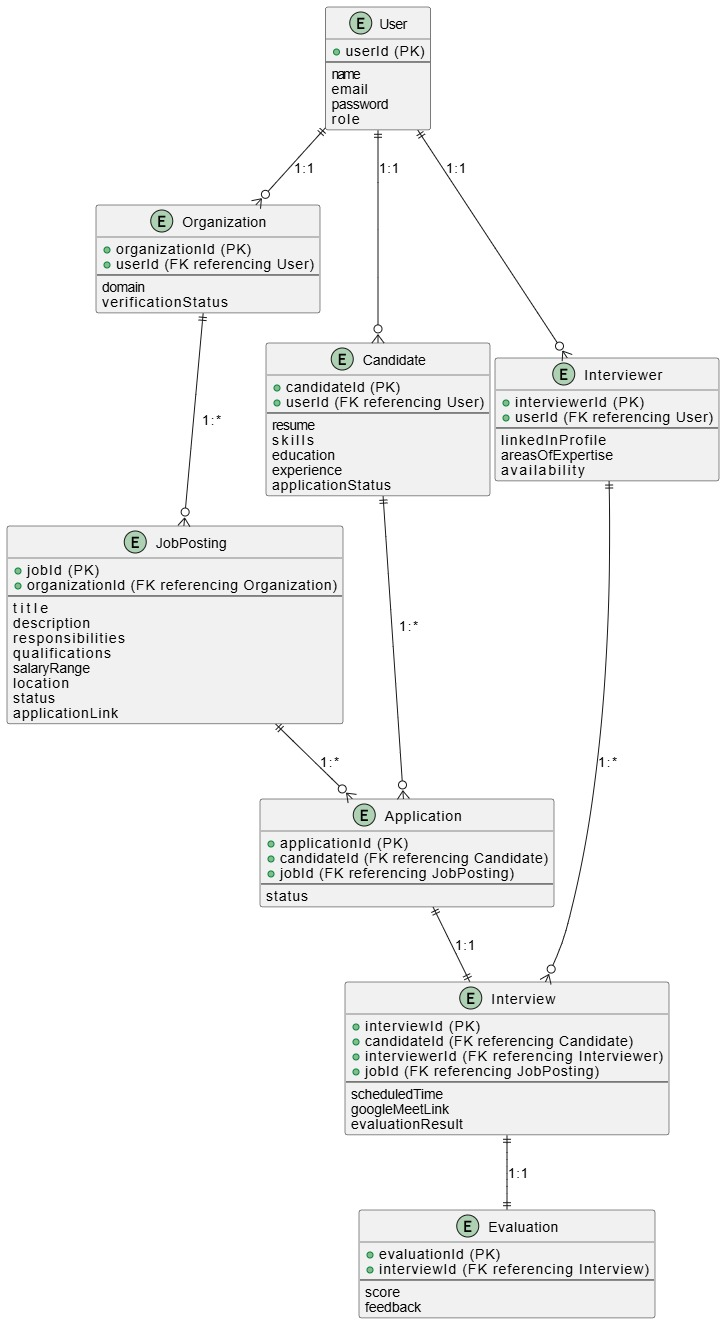 E User
userId (PK)
name
email
password
role
1:1
1:1
1:1
E Organization
organizationId (PK)
userId (FK referencing User)
domain
verificationStatus
E Candidate
candidateId (PK)
userId (FK referencing User)
resume
skills
education
experience
applicationStatus
E Interviewer
interviewerId (PK)
userId (FK referencing User)
linkedInProfile
areasOfExpertise
availability
1:*
E JobPosting
jobId (PK)
organizationId (FK referencing Organization)
title
description
responsibilities
qualifications
salaryRange
location
status
applicationLink
1:*
1:*
1:*
E Application
applicationId (PK)
candidateId (FK referencing Candidate)
jobId (FK referencing JobPosting)
status
1:1
E Interview
interviewId (PK)
candidateId (FK referencing Candidate)
interviewerId (FK referencing Interviewer)
jobId (FK referencing JobPosting)
scheduledTime
googleMeetLink
evaluationResult
1:1
E Evaluation
evaluationId (PK)
interviewId (FK referencing Interview)
score
feedback